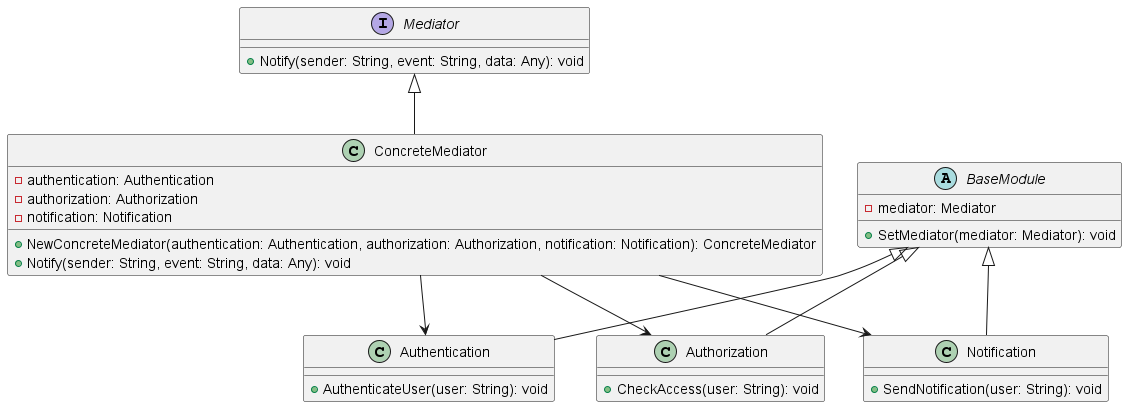 I Mediator
Notify(sender: String, event: String, data: Any): void
C ConcreteMediator
authentication: Authentication
authorization: Authorization
notification: Notification
NewConcreteMediator(authentication: Authentication, authorization: Authorization, notification: Notification): ConcreteMediator
Notify(sender: String, event: String, data: Any): void
A BaseModule
mediator: Mediator
SetMediator(mediator: Mediator): void
C Authentication
AuthenticateUser(user: String): void
C Authorization
CheckAccess(user: String): void
C Notification
SendNotification(user: String): void